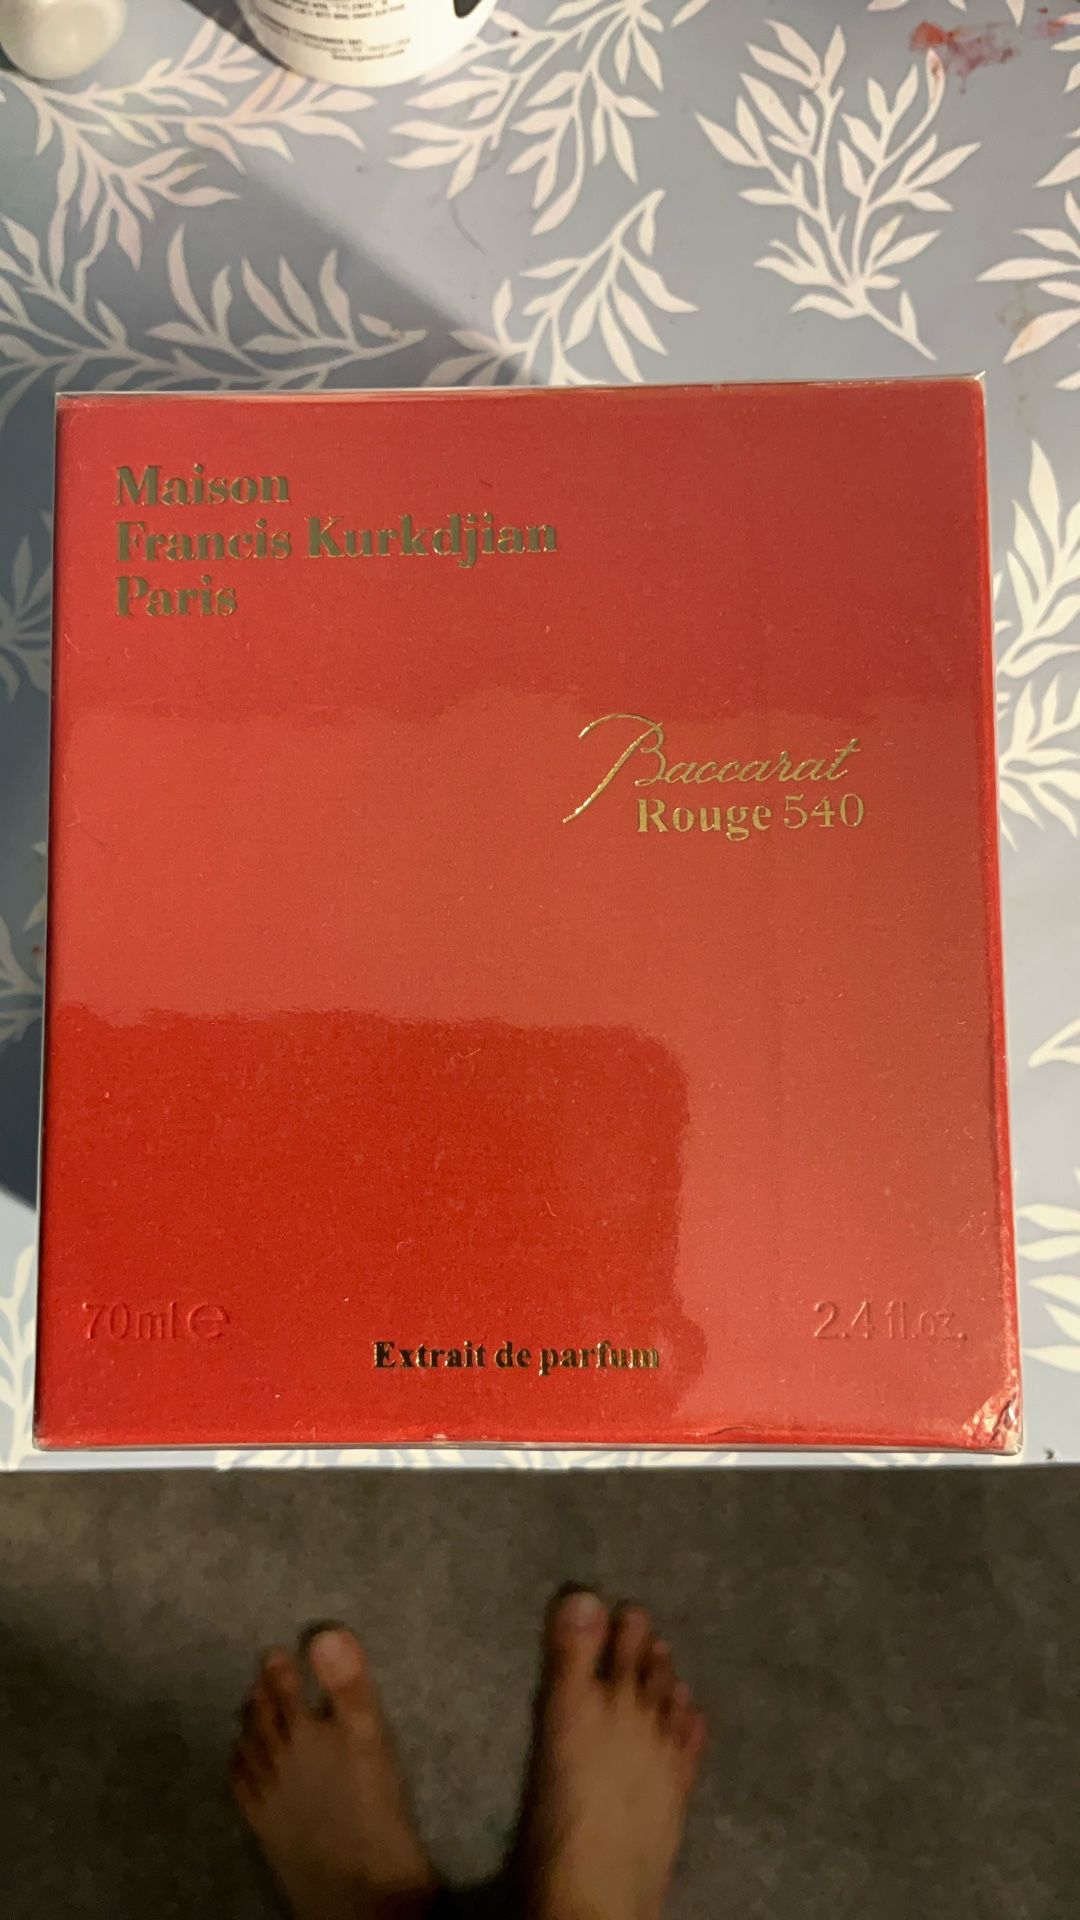 Maison
Francis Kurkdjian
Paris
Baccarat
Rouge 540
70ml ℮
2.4 fl.oz.
Extrait de parfum